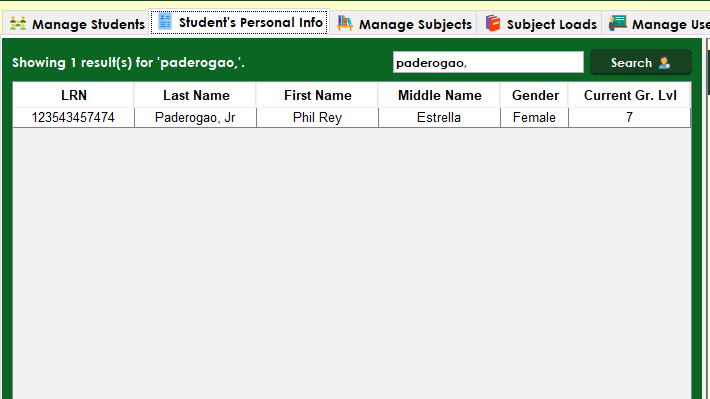 Manage Students Student's Personal Info Manage Subjects Subject Loads Manage Use
Showing 1 result(s) for 'paderogao,'. paderogao, Search
LRN Last Name First Name Middle Name Gender Current Gr. Lvl
123543457474 Paderogao, Jr Phil Rey Estrella Female 7